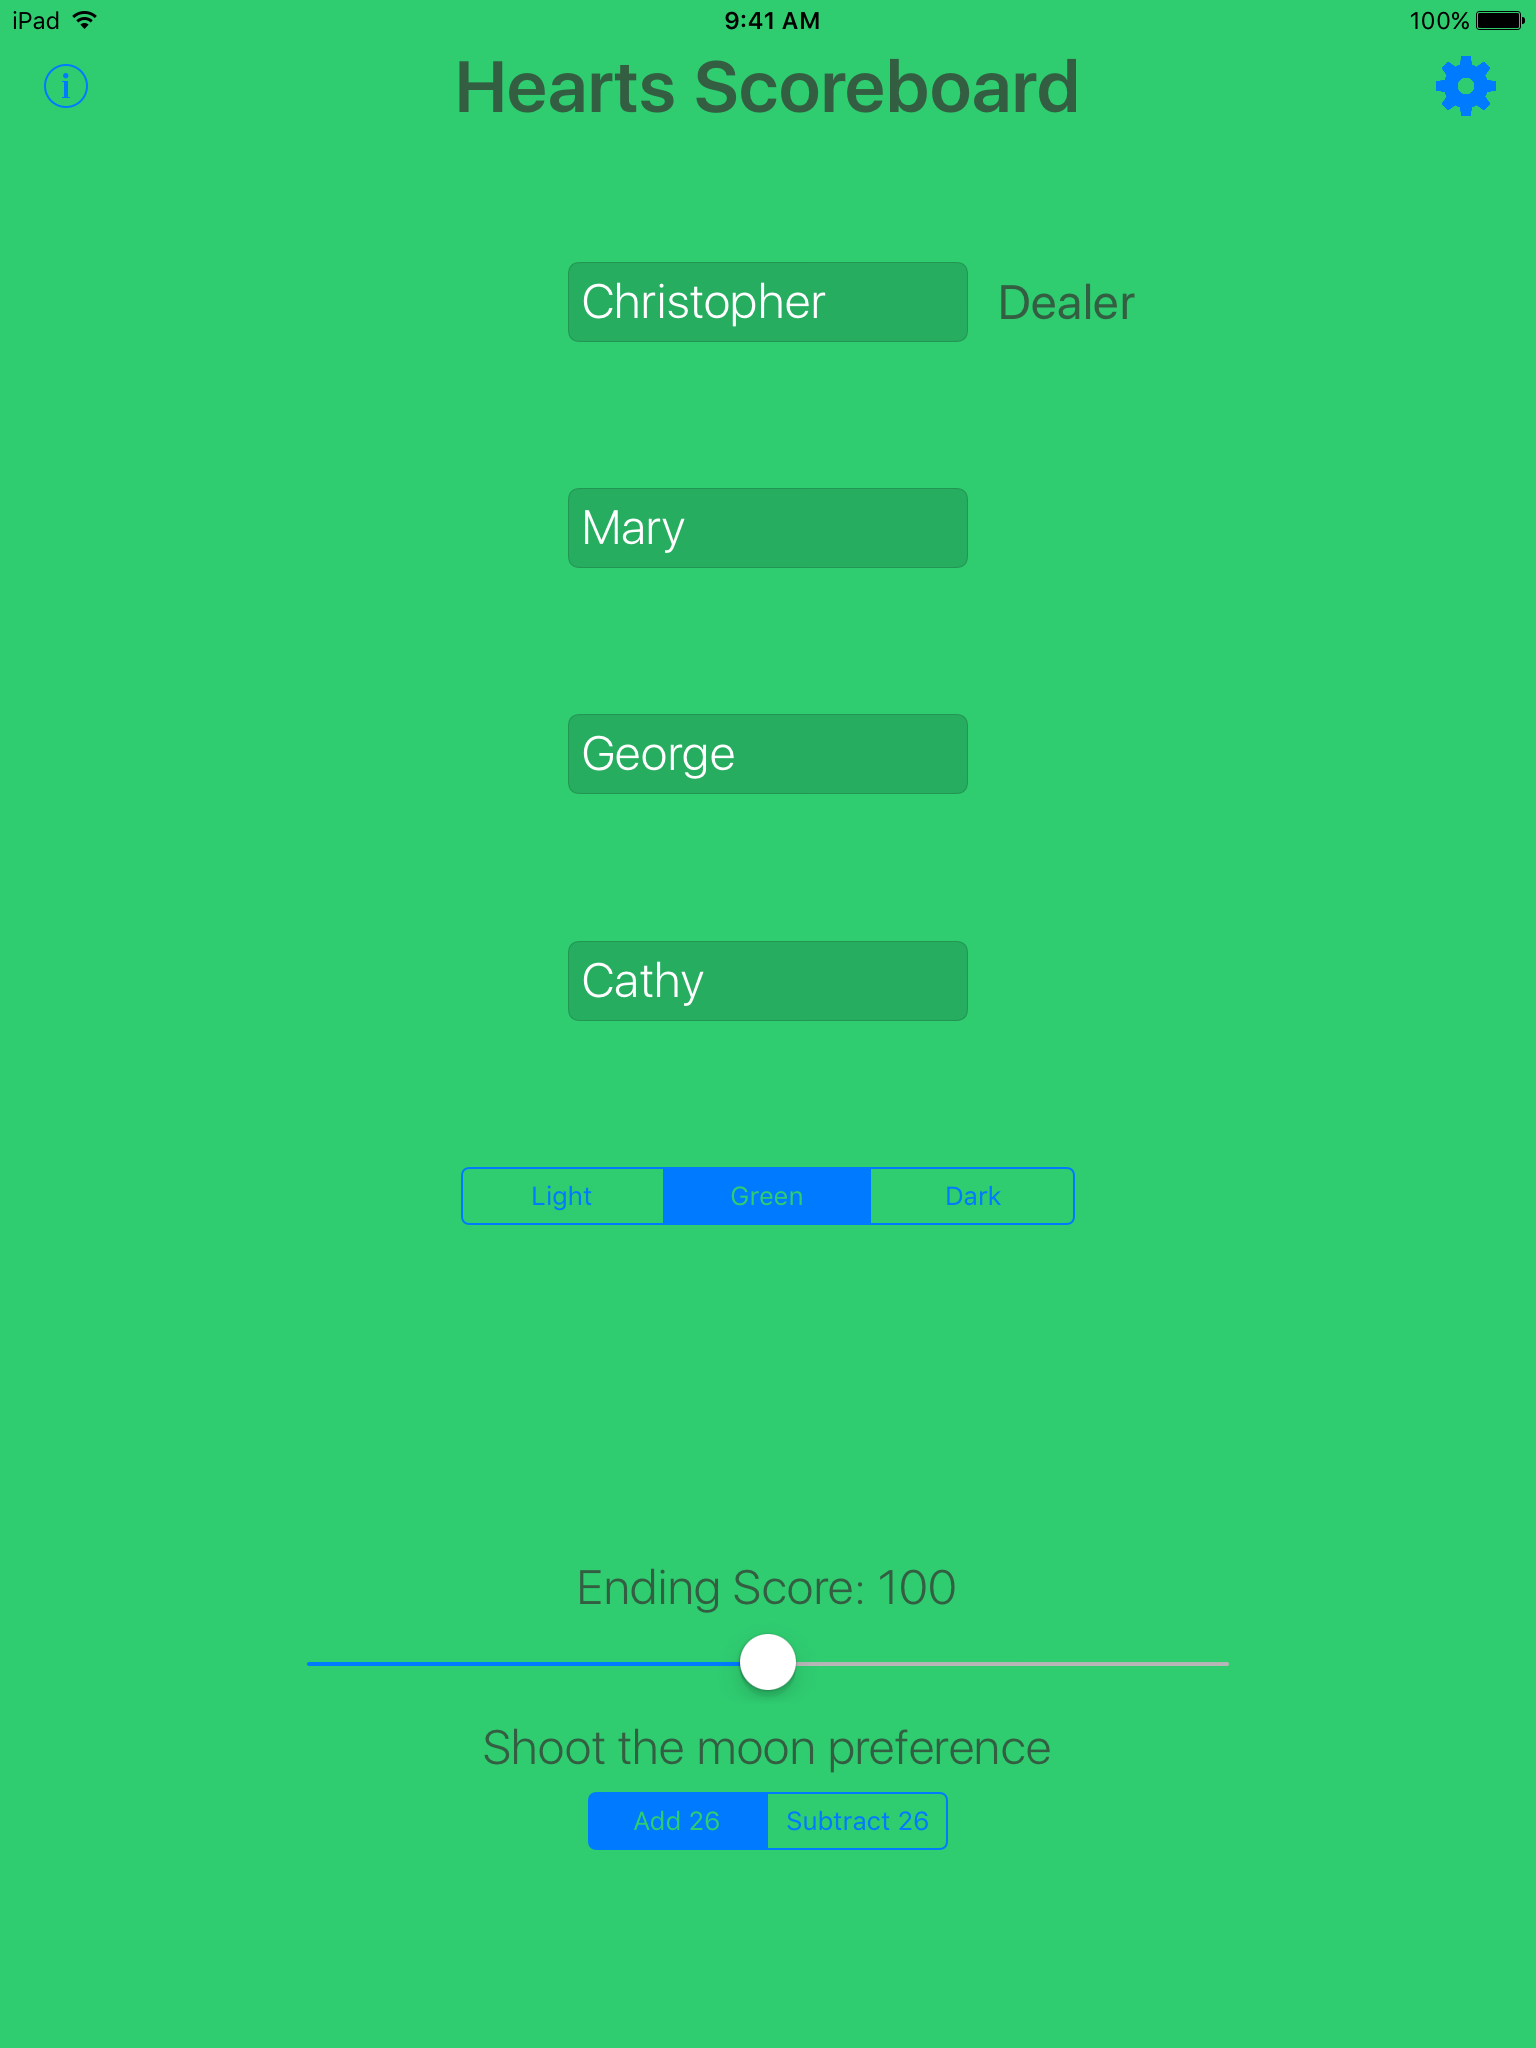 iPad 9:41 AM 100%
i Hearts Scoreboard
Christopher Dealer
Mary
George
Cathy
Light Green Dark
Ending Score: 100
Shoot the moon preference
Add 26 Subtract 26